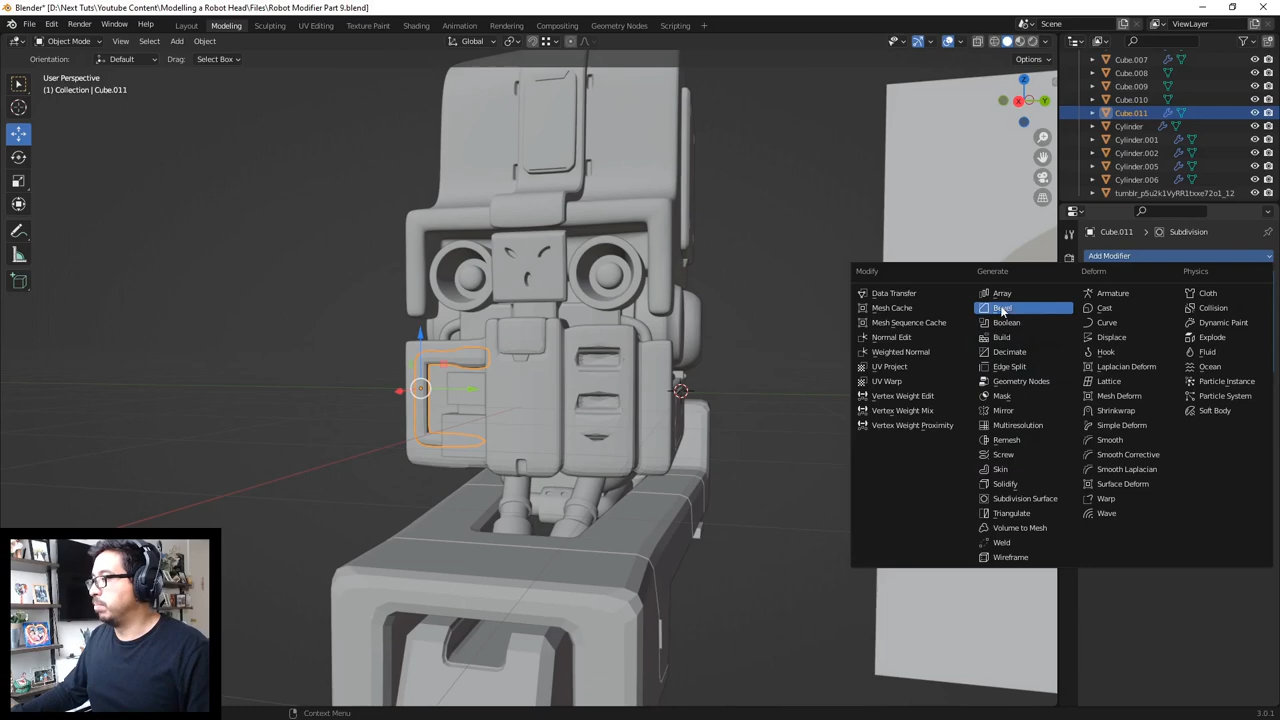 Blender* [D:\Next Tuts\Youtube Content\Modelling a Robot Head\Files\Robot Modifier Part 9.blend]
File Edit Render Window Help Layout Modeling Sculpting UV Editing Texture Paint Shading Animation Rendering Compositing Geometry Nodes Scripting + Scene ViewLayer
Object Mode View Select Add Object Global Options
Orientation: Default Drag: Select Box
User Perspective
(1) Collection | Cube.011
Z
X
Y
Cube.007
Cube.008
Cube.009
Cube.010
Cube.011
Cylinder
Cylinder.001
Cylinder.002
Cylinder.005
Cylinder.006
tumblr_p5u2k1VyRR1txxe72o1_12
Cube.011 > Subdivision
Add Modifier
Modify
Data Transfer
Mesh Cache
Mesh Sequence Cache
Normal Edit
Weighted Normal
UV Project
UV Warp
Vertex Weight Edit
Vertex Weight Mix
Vertex Weight Proximity
Generate
Array
Bevel
Boolean
Build
Decimate
Edge Split
Geometry Nodes
Mask
Mirror
Multiresolution
Remesh
Screw
Skin
Solidify
Subdivision Surface
Triangulate
Volume to Mesh
Weld
Wireframe
Deform
Armature
Cast
Curve
Displace
Hook
Laplacian Deform
Lattice
Mesh Deform
Shrinkwrap
Simple Deform
Smooth
Smooth Corrective
Smooth Laplacian
Surface Deform
Warp
Wave
Physics
Cloth
Collision
Dynamic Paint
Explode
Fluid
Ocean
Particle Instance
Particle System
Soft Body
Context Menu
3.0.1